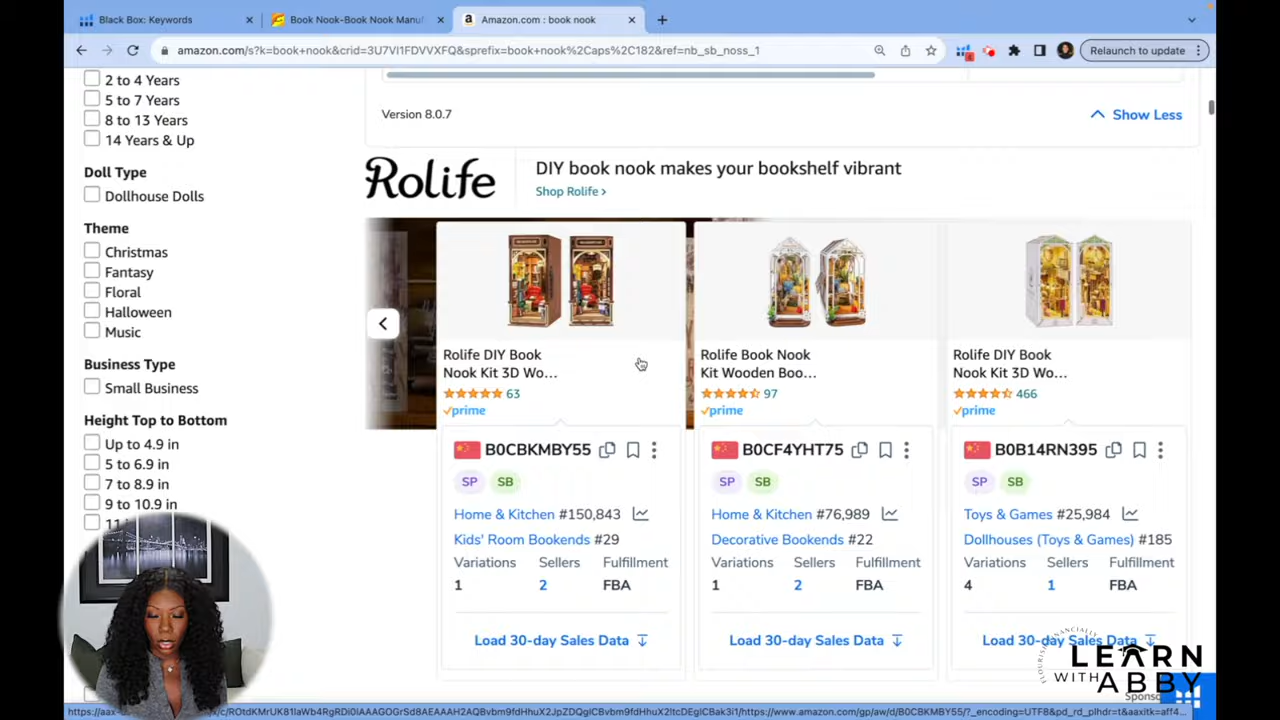 Black Box: Keywords
Book Nook-Book Nook Manuf
Amazon.com : book nook
amazon.com/s?k=book+nook&crid=3U7VI1FDVVXFQ&sprefix=book+nook%2Caps%2C182&ref=nb_sb_noss_1
Relaunch to update
2 to 4 Years
5 to 7 Years
8 to 13 Years
14 Years & Up
Doll Type
Dollhouse Dolls
Theme
Christmas
Fantasy
Floral
Halloween
Music
Business Type
Small Business
Height Top to Bottom
Up to 4.9 in
5 to 6.9 in
7 to 8.9 in
9 to 10.9 in
11
Version 8.0.7
Show Less
Rolife
DIY book nook makes your bookshelf vibrant
Shop Rolife ›
Rolife DIY Book
Nook Kit 3D Wo...
63
prime
B0CBKMBY55
SP SB
Home & Kitchen #150,843
Kids' Room Bookends #29
Variations Sellers Fulfillment
1 2 FBA
Load 30-day Sales Data
Rolife Book Nook
Kit Wooden Boo...
97
prime
B0CF4YHT75
SP SB
Home & Kitchen #76,989
Decorative Bookends #22
Variations Sellers Fulfillment
1 2 FBA
Load 30-day Sales Data
Rolife DIY Book
Nook Kit 3D Wo...
466
prime
B0B14RN395
SP SB
Toys & Games #25,984
Dollhouses (Toys & Games) #185
Variations Sellers Fulfillment
4 1 FBA
Load 30-day Sales Data
FINANCIALLY
LEARN
WITH ABBY